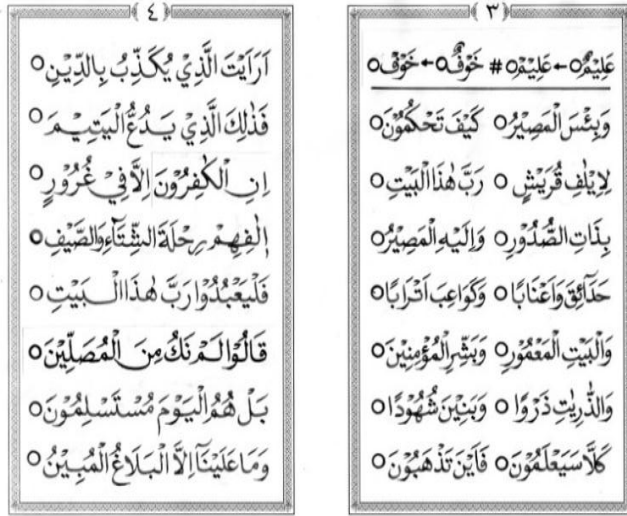 ٣
عَلِيْمٌ○←عَلِيْمْ○ # خَوْفٌ○←خَوْفْ○
وَبِئْسَ الْمَصِيْرُ○ كَيْفَ تَحْكُمُوْنَ○
لِاِيْلٰفِ قُرَيْشٍ○ رَبَّ هٰذَا الْبَيْتِ○
بِذَاتِ الصُّدُوْرِ○ وَاِلَيْهِ الْمَصِيْرُ○
حَدَآئِقَ وَاَعْنَابًا○ وَكَوَاعِبَ اَتْرَابًا○
وَالْبَيْتِ الْمَعْمُوْرِ○ وَبَشِّرِ الْمُؤْمِنِيْنَ○
وَالذّٰرِيٰتِ ذَرْوًا○ وَبَنِيْنَ شُهُوْدًا○
كَلَّا سَيَعْلَمُوْنَ○ فَاَيْنَ تَذْهَبُوْنَ○
٤
اَرَاَيْتَ الَّذِيْ يُكَذِّبُ بِالدِّيْنِ○
فَذٰلِكَ الَّذِيْ يَدُعُّ الْيَتِيْمَ○
اِنِ الْكٰفِرُوْنَ اِلَّا فِيْ غُرُوْرٍ○
اٖلٰفِهِمْ رِحْلَةَ الشِّتَآءِ وَالصَّيْفِ○
فَلْيَعْبُدُوْا رَبَّ هٰذَا الْبَيْتِ○
قَالُوْا لَمْ نَكُ مِنَ الْمُصَلِّيْنَ○
بَلْ هُمُ الْيَوْمَ مُسْتَسْلِمُوْنَ○
وَمَا عَلَيْنَآ اِلَّا الْبَلَاغُ الْمُبِيْنُ○